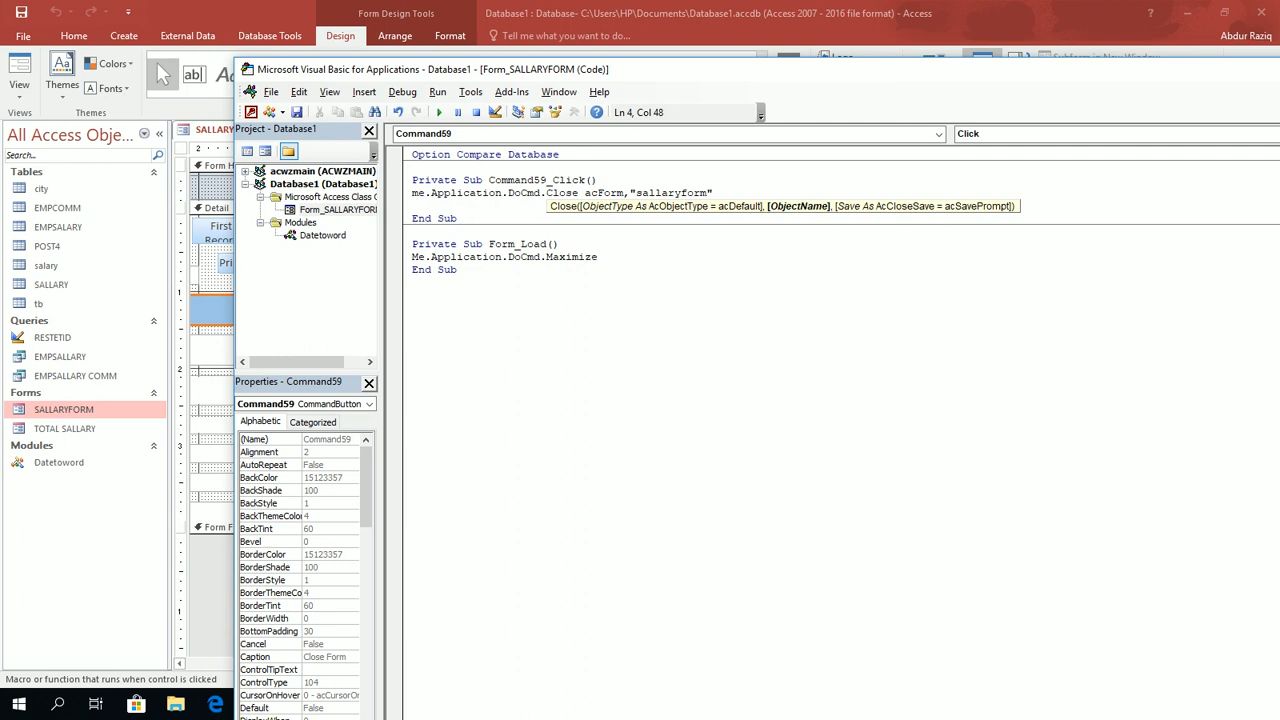 Form Design Tools
Database1 : Database- C:\Users\HP\Documents\Database1.accdb (Access 2007 - 2016 file format) - Access
File Home Create External Data Database Tools Design Arrange Format Tell me what you want to do... Abdur Raziq
View
Views
Themes
Colors
Fonts
Themes
ab|
Microsoft Visual Basic for Applications - Database1 - [Form_SALLARYFORM (Code)]
File Edit View Insert Debug Run Tools Add-Ins Window Help
Ln 4, Col 48
All Access Obje...
Search...
Tables
city
EMPCOMM
EMPSALARY
POST4
salary
SALLARY
tb
Queries
RESTETID
EMPSALLARY
EMPSALLARY COMM
Forms
SALLARYFORM
TOTAL SALLARY
Modules
Datetoword
SALLARY
Form H
Detail
First
Recor
Pri
Form F
Project - Database1
acwzmain (ACWZMAIN)
Database1 (Database1)
Microsoft Access Class O
Form_SALLARYFORM
Modules
Datetoword
Properties - Command59
Command59 CommandButton
Alphabetic Categorized
(Name) Command59
Alignment 2
AutoRepeat False
BackColor 15123357
BackShade 100
BackStyle 1
BackThemeColo 4
BackTint 60
Bevel 0
BorderColor 15123357
BorderShade 100
BorderStyle 1
BorderThemeCo 4
BorderTint 60
BorderWidth 0
BottomPadding 30
Cancel False
Caption Close Form
ControlTipText
ControlType 104
CursorOnHover 0 - acCursorOn
Default False
Command59 Click
Option Compare Database
Private Sub Command59_Click()
me.Application.DoCmd.Close acForm,"sallaryform"
Close([ObjectType As AcObjectType = acDefault], [ObjectName], [Save As AcCloseSave = acSavePrompt])
End Sub
Private Sub Form_Load()
Me.Application.DoCmd.Maximize
End Sub
Macro or function that runs when control is clicked